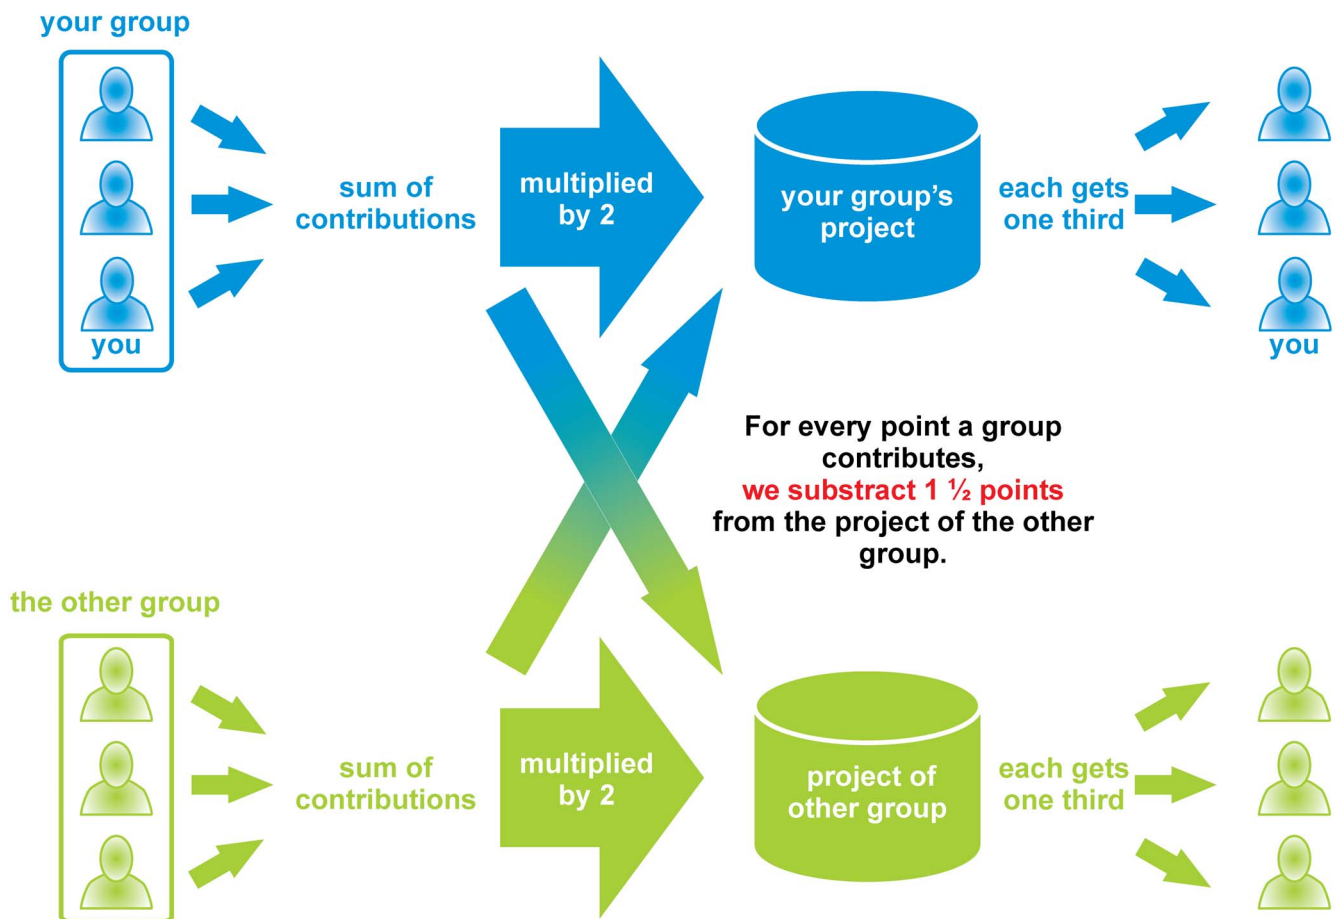 your group
you
sum of
contributions
multiplied
by 2
your group’s
project
each gets
one third
you
For every point a group
contributes,
we substract 1 ½ points
from the project of the other
group.
the other group
sum of
contributions
multiplied
by 2
project of
other group
each gets
one third